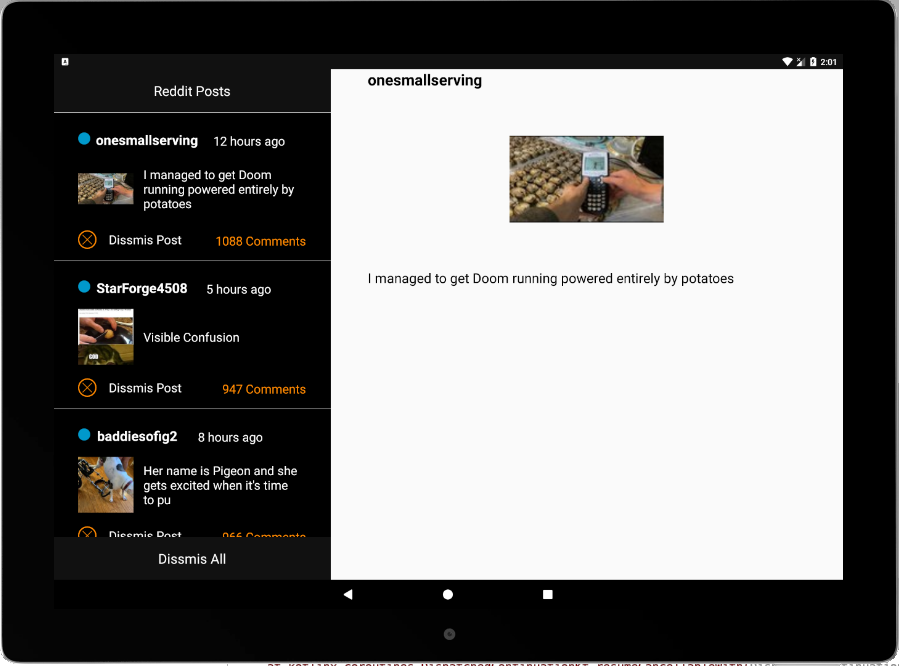 2:01
Reddit Posts
onesmallserving 12 hours ago
I managed to get Doom
running powered entirely by
potatoes
Dissmis Post 1088 Comments
StarForge4508 5 hours ago
Visible Confusion
Dissmis Post 947 Comments
baddiesofig2 8 hours ago
Her name is Pigeon and she
gets excited when it's time
to pu
Dissmis Post 966 Comments
Dissmis All
onesmallserving
I managed to get Doom running powered entirely by potatoes